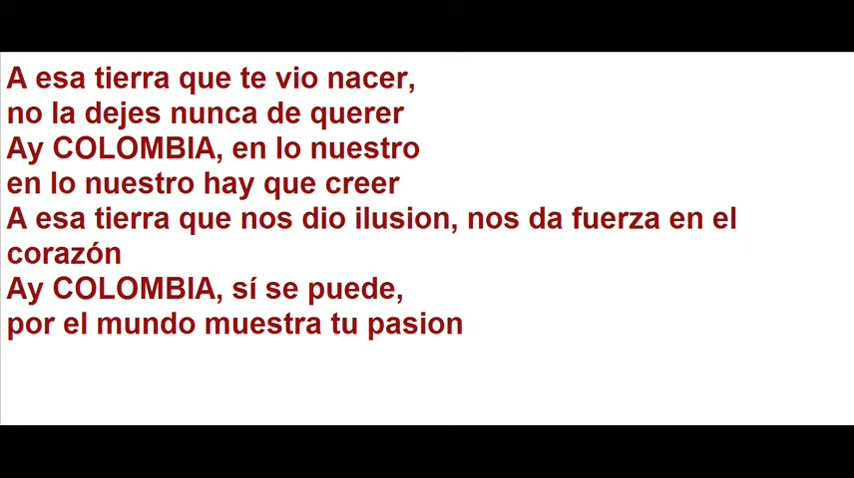 A esa tierra que te vio nacer,
no la dejes nunca de querer
Ay COLOMBIA, en lo nuestro
en lo nuestro hay que creer
A esa tierra que nos dio ilusion, nos da fuerza en el
corazón
Ay COLOMBIA, sí se puede,
por el mundo muestra tu pasion